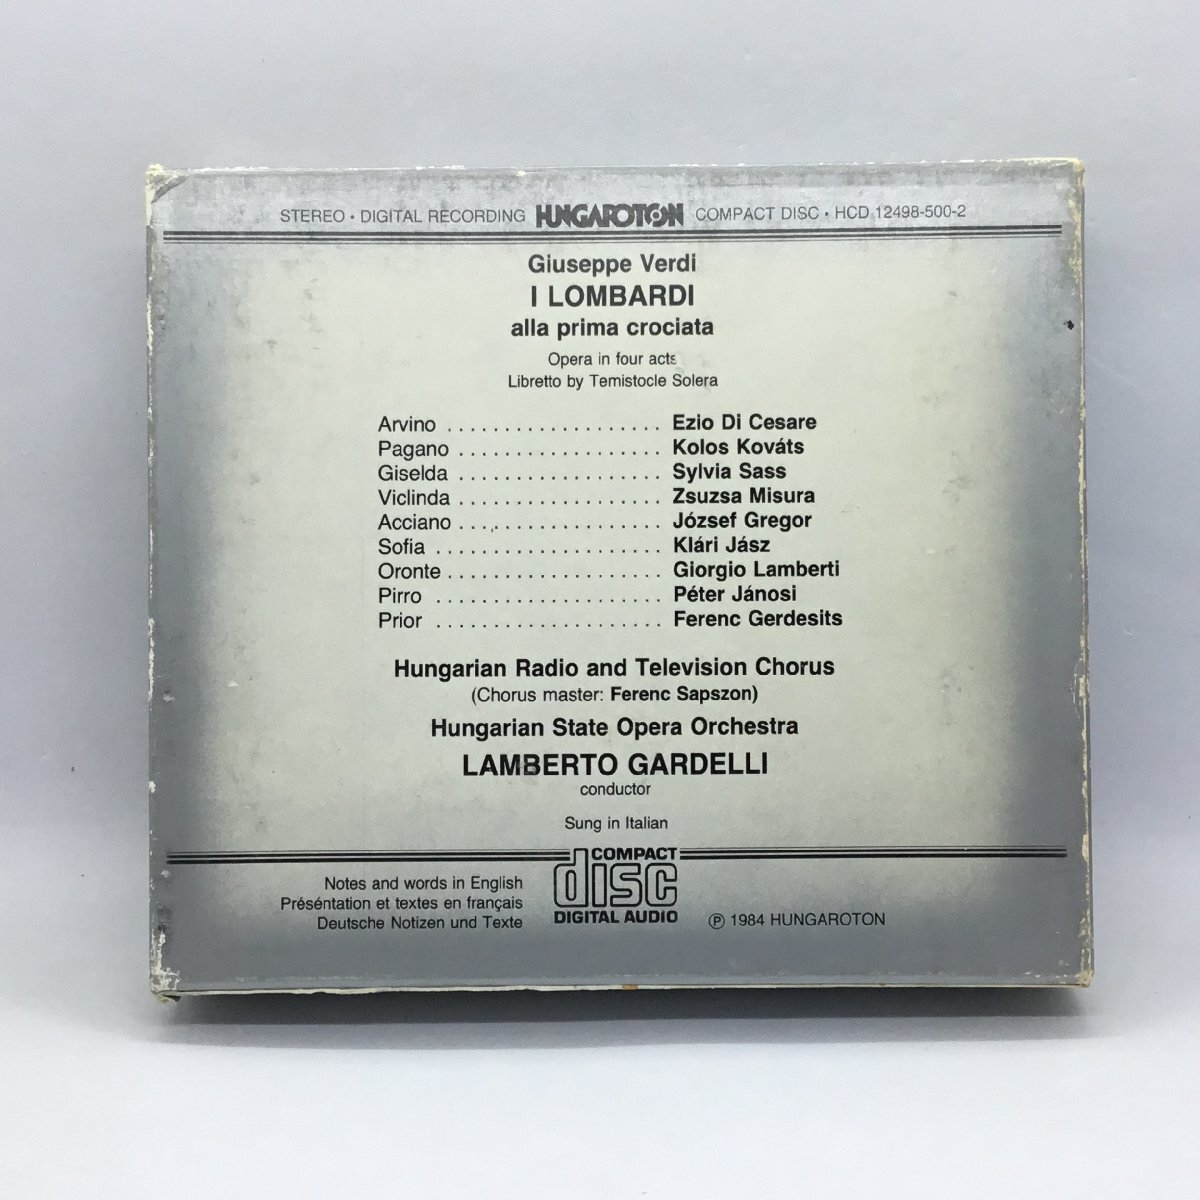 STEREO • DIGITAL RECORDING HUNGAROTON COMPACT DISC • HCD 12498-500-2
Giuseppe Verdi
I LOMBARDI
alla prima crociata
Opera in four acts
Libretto by Temistocle Solera
Arvino . . . . . . . . . . . . . . . . . . . Ezio Di Cesare
Pagano . . . . . . . . . . . . . . . . . . Kolos Kováts
Giselda . . . . . . . . . . . . . . . . . . Sylvia Sass
Viclinda . . . . . . . . . . . . . . . . . . Zsuzsa Misura
Acciano . . . . . . . . . . . . . . . . . . József Gregor
Sofia . . . . . . . . . . . . . . . . . . . . Klári Jász
Oronte . . . . . . . . . . . . . . . . . . . Giorgio Lamberti
Pirro . . . . . . . . . . . . . . . . . . . . Péter Jánosi
Prior . . . . . . . . . . . . . . . . . . . . Ferenc Gerdesits
Hungarian Radio and Television Chorus
(Chorus master: Ferenc Sapszon)
Hungarian State Opera Orchestra
LAMBERTO GARDELLI
conductor
Sung in Italian
Notes and words in English
Préséntation et textes en français
Deutsche Notizen und Texte
COMPACT
disc
DIGITAL AUDIO
℗ 1984 HUNGAROTON